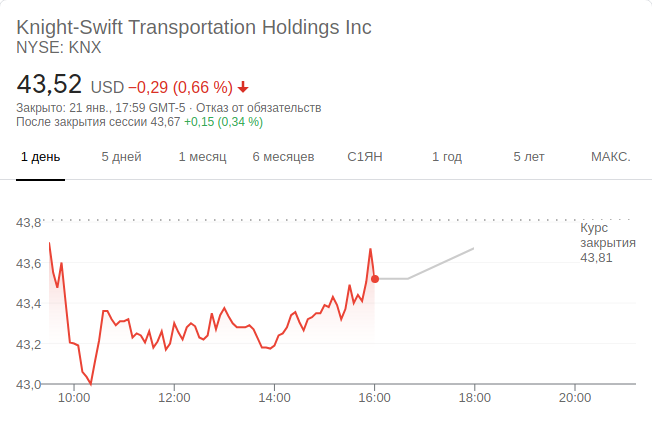 Knight-Swift Transportation Holdings Inc
NYSE: KNX
43,52 USD −0,29 (0,66 %)
Закрыто: 21 янв., 17:59 GMT-5 · Отказ от обязательств
После закрытия сессии 43,67 +0,15 (0,34 %)
1 день 5 дней 1 месяц 6 месяцев С1ЯН 1 год 5 лет МАКС.
43,8
Курс
закрытия
43,81
43,6
43,4
43,2
43,0
10:00 12:00 14:00 16:00 18:00 20:00